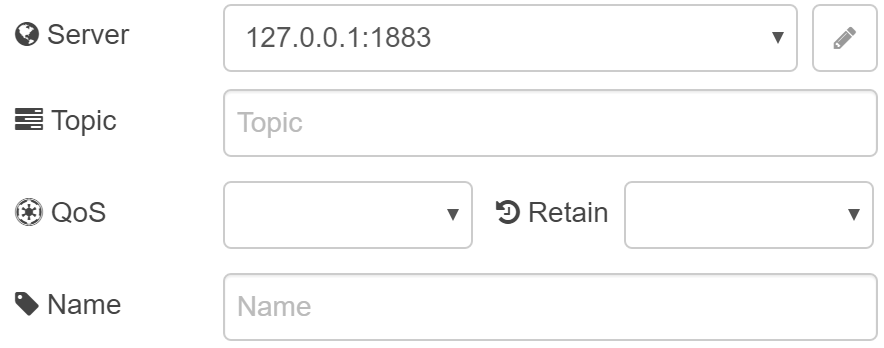 Server 127.0.0.1:1883
Topic Topic
QoS Retain
Name Name